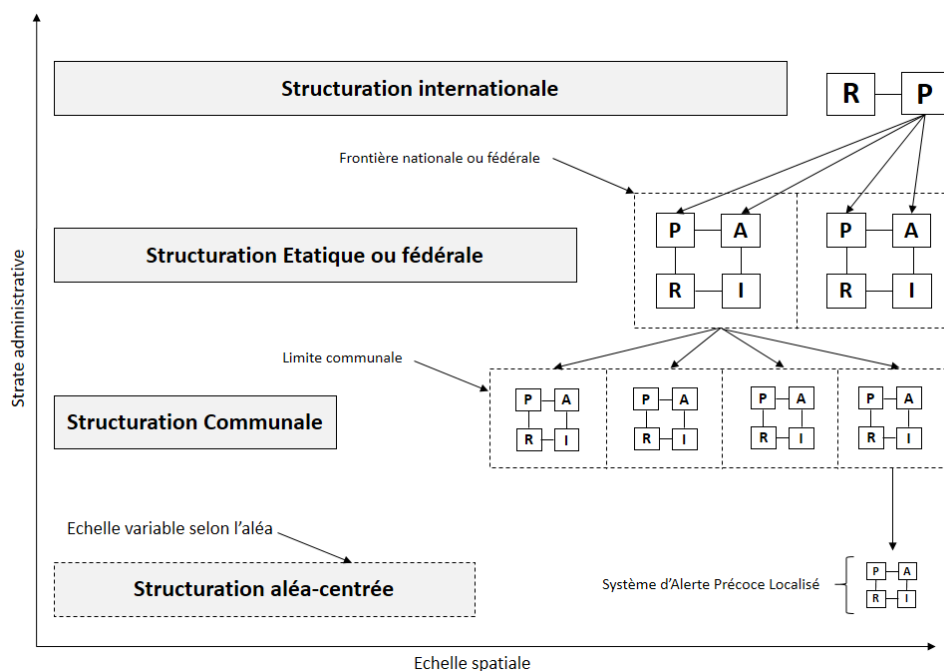 Structuration internationale
R P
Frontière nationale ou fédérale
P A P A
Structuration Etatique ou fédérale
R I R I
Limite communale
P A P A P A P A
Structuration Communale
R I R I R I R I
Echelle variable selon l'aléa
Structuration aléa-centrée
Système d'Alerte Précoce Localisé
P A
R I
Strate administrative
Echelle spatiale